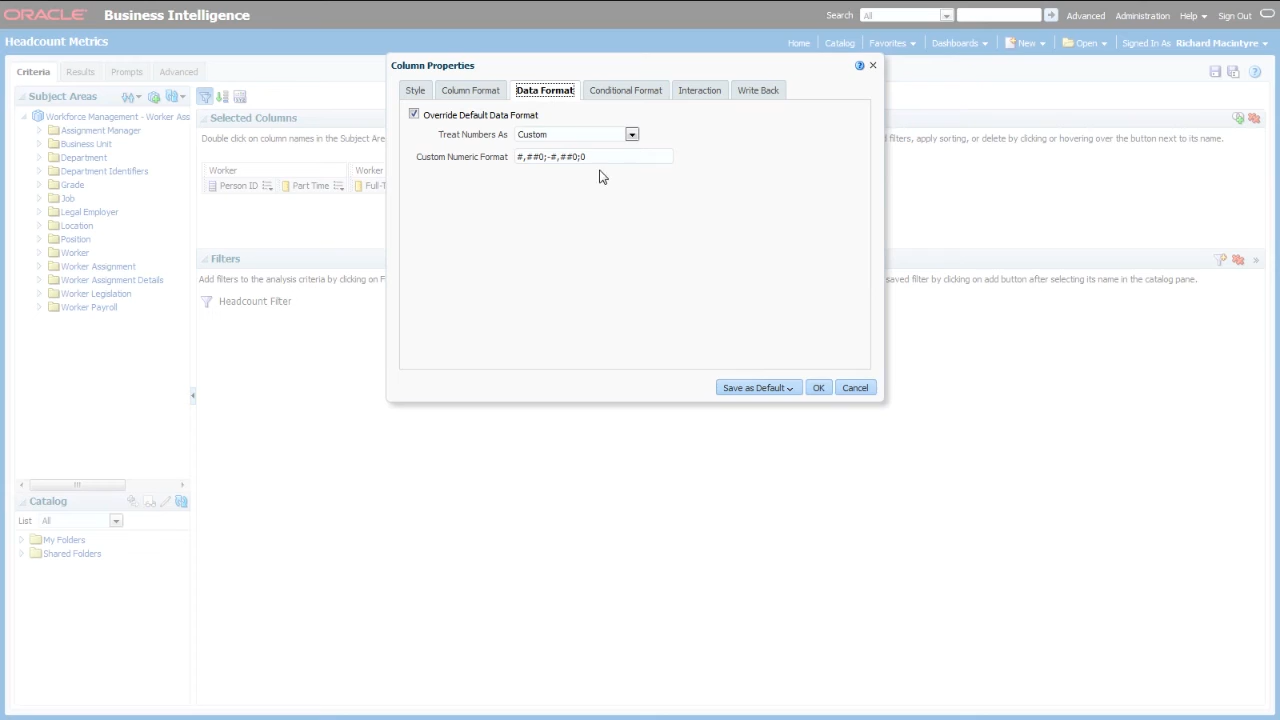 ORACLE Business Intelligence
Search All Advanced Administration Help Sign Out
Headcount Metrics
Home Catalog Favorites Dashboards New Open Signed In As Richard Macintyre
Criteria Results Prompts Advanced
Subject Areas
Workforce Management - Worker Ass
Assignment Manager
Business Unit
Department
Department Identifiers
Grade
Job
Legal Employer
Location
Position
Worker
Worker Assignment
Worker Assignment Details
Worker Legislation
Worker Payroll
Catalog
List All
My Folders
Shared Folders
Selected Columns
Double click on column names in the Subject Area
d filters, apply sorting, or delete by clicking or hovering over the button next to its name.
Worker Worker
Person ID Part Time Full-T
Filters
Add filters to the analysis criteria by clicking on F
saved filter by clicking on add button after selecting its name in the catalog pane.
Headcount Filter
Column Properties
Style Column Format Data Format Conditional Format Interaction Write Back
Override Default Data Format
Treat Numbers As Custom
Custom Numeric Format #,##0;-#,##0;0
Save as Default OK Cancel